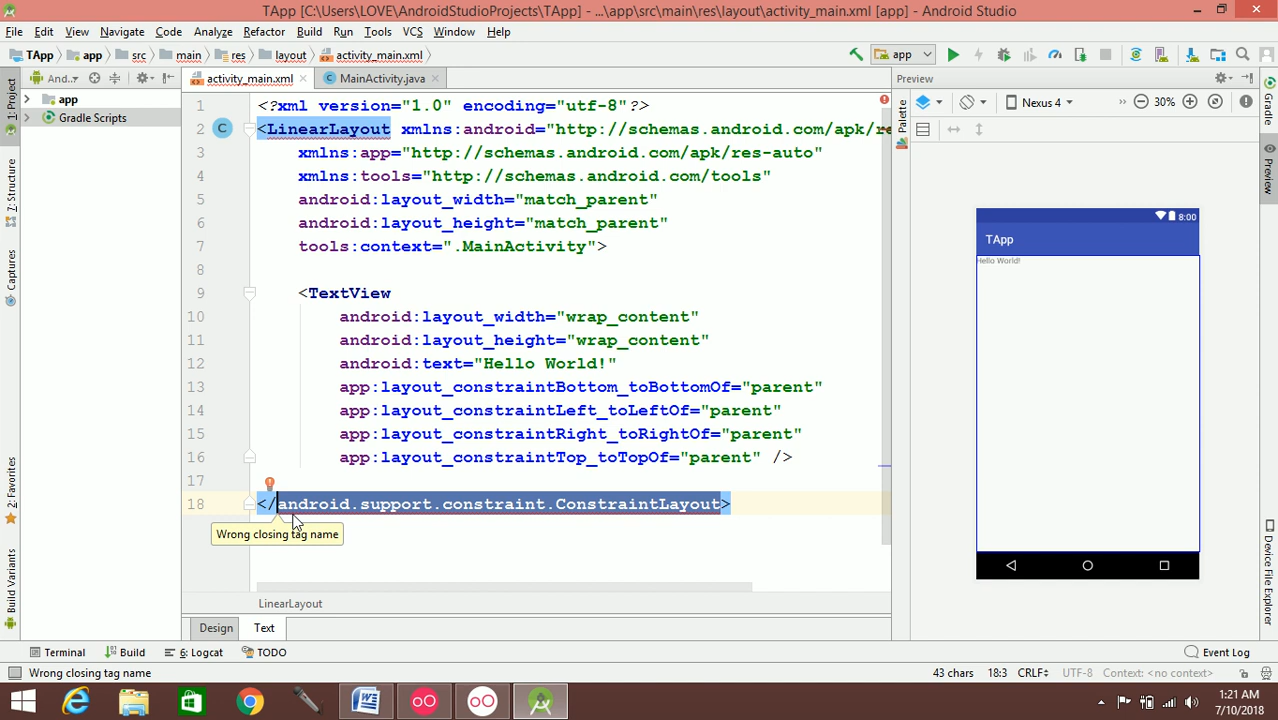 TApp [C:\Users\LOVE\AndroidStudioProjects\TApp] - ...\app\src\main\res\layout\activity_main.xml [app] - Android Studio
File Edit View Navigate Code Analyze Refactor Build Run Tools VCS Window Help
TApp app src main res layout activity_main.xml app
And... activity_main.xml MainActivity.java Preview
app
Gradle Scripts
1: Project
7: Structure
Captures
2: Favorites
Build Variants
1 <?xml version="1.0" encoding="utf-8"?>
2 <LinearLayout xmlns:android="http://schemas.android.com/apk/re
3 xmlns:app="http://schemas.android.com/apk/res-auto"
4 xmlns:tools="http://schemas.android.com/tools"
5 android:layout_width="match_parent"
6 android:layout_height="match_parent"
7 tools:context=".MainActivity">
8
9 <TextView
10 android:layout_width="wrap_content"
11 android:layout_height="wrap_content"
12 android:text="Hello World!"
13 app:layout_constraintBottom_toBottomOf="parent"
14 app:layout_constraintLeft_toLeftOf="parent"
15 app:layout_constraintRight_toRightOf="parent"
16 app:layout_constraintTop_toTopOf="parent" />
17
18 </android.support.constraint.ConstraintLayout>
Wrong closing tag name
LinearLayout
Design Text
Palette
Nexus 4 30%
8:00
TApp
Hello World!
Gradle
Preview
Device File Explorer
Terminal Build 6: Logcat TODO Event Log
Wrong closing tag name 43 chars 18:3 CRLF UTF-8 Context: <no context>
1:21 AM
7/10/2018